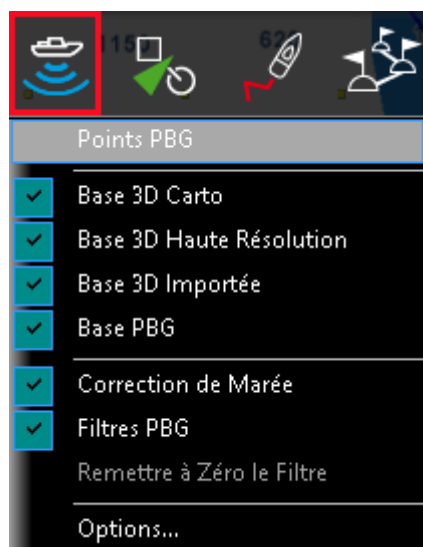 1150
Points PBG
Base 3D Carto
Base 3D Haute Résolution
Base 3D Importée
Base PBG
Correction de Marée
Filtres PBG
Remettre à Zéro le Filtre
Options...